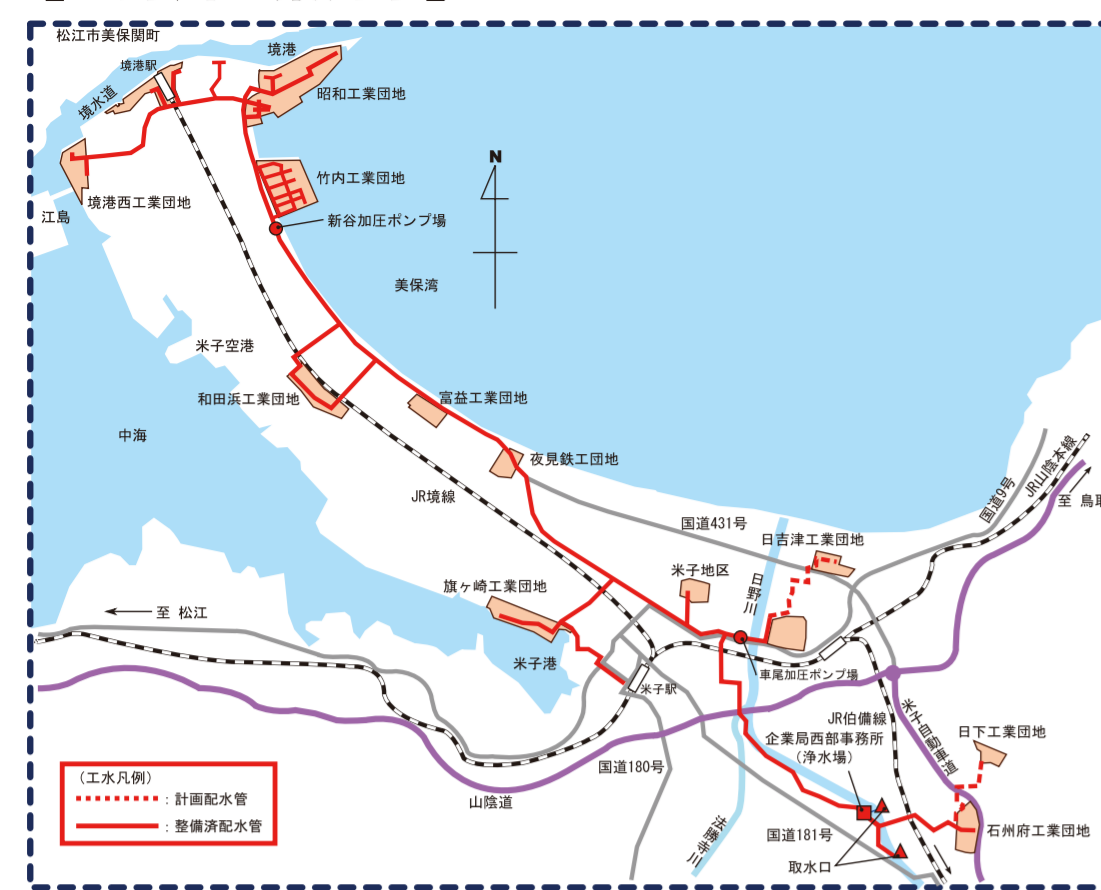 松江市美保関町
境港
境港駅
昭和工業団地
境水道
竹内工業団地
境港西工業団地
江島
新谷加圧ポンプ場
N
美保湾
米子空港
和田浜工業団地
富益工業団地
中海
夜見鉄工団地
JR境線
国道431号
国道9号
JR山陰本線
至 鳥取
日吉津工業団地
米子地区
日野川
旗ヶ崎工業団地
至 松江
米子港
米子駅
車尾加圧ポンプ場
JR伯備線
企業局西部事務所
(浄水場)
米子自動車道
日下工業団地
国道180号
山陰道
法勝寺川
国道181号
取水口
石州府工業団地
(工水凡例)
:計画配水管
:整備済配水管